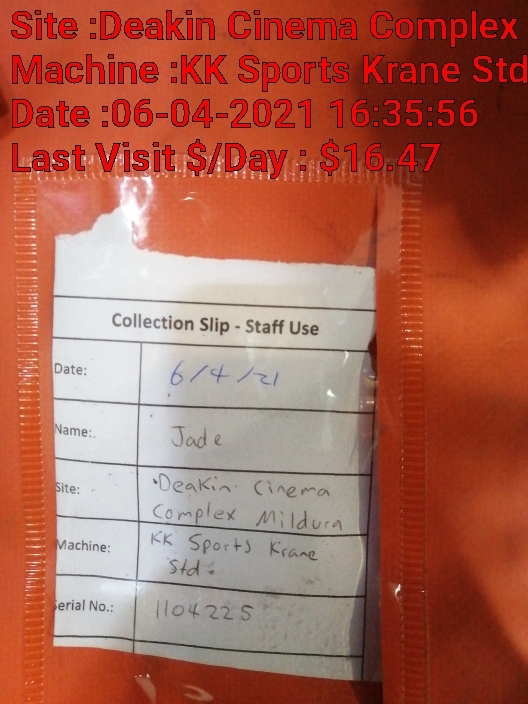 Site :Deakin Cinema Complex
Machine :KK Sports Krane Std
Date :06-04-2021 16:35:56
Last Visit $/Day : $16.47
Collection Slip - Staff Use
Date: 6/4/21
Name: Jade
Site: Deakin Cinema
Complex Mildura
Machine: KK Sports Krane
Std.
Serial No.: 1104225